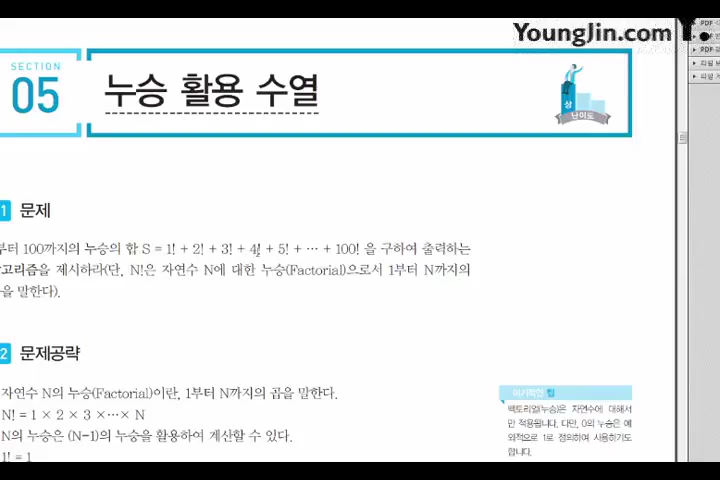 YoungJin.com Y.
SECTION
05
누승 활용 수열
상
난이도
1 문제
부터 100까지의 누승의 합 S = 1! + 2! + 3! + 4! + 5! + ⋯ + 100! 을 구하여 출력하는
고리즘을 제시하라(단, N!은 자연수 N에 대한 누승(Factorial)으로서 1부터 N까지의
을 말한다).
2 문제공략
자연수 N의 누승(Factorial)이란, 1부터 N까지의 곱을 말한다.
N! = 1 × 2 × 3 ×⋯× N
N의 누승은 (N-1)의 누승을 활용하여 계산할 수 있다.
1! = 1
이기적인 팁
팩토리얼(누승)은 자연수에 대해서
만 적용됩니다. 다만, 0의 누승은 예
외적으로 1로 정의하여 사용하기도
합니다.
PDF
PDF